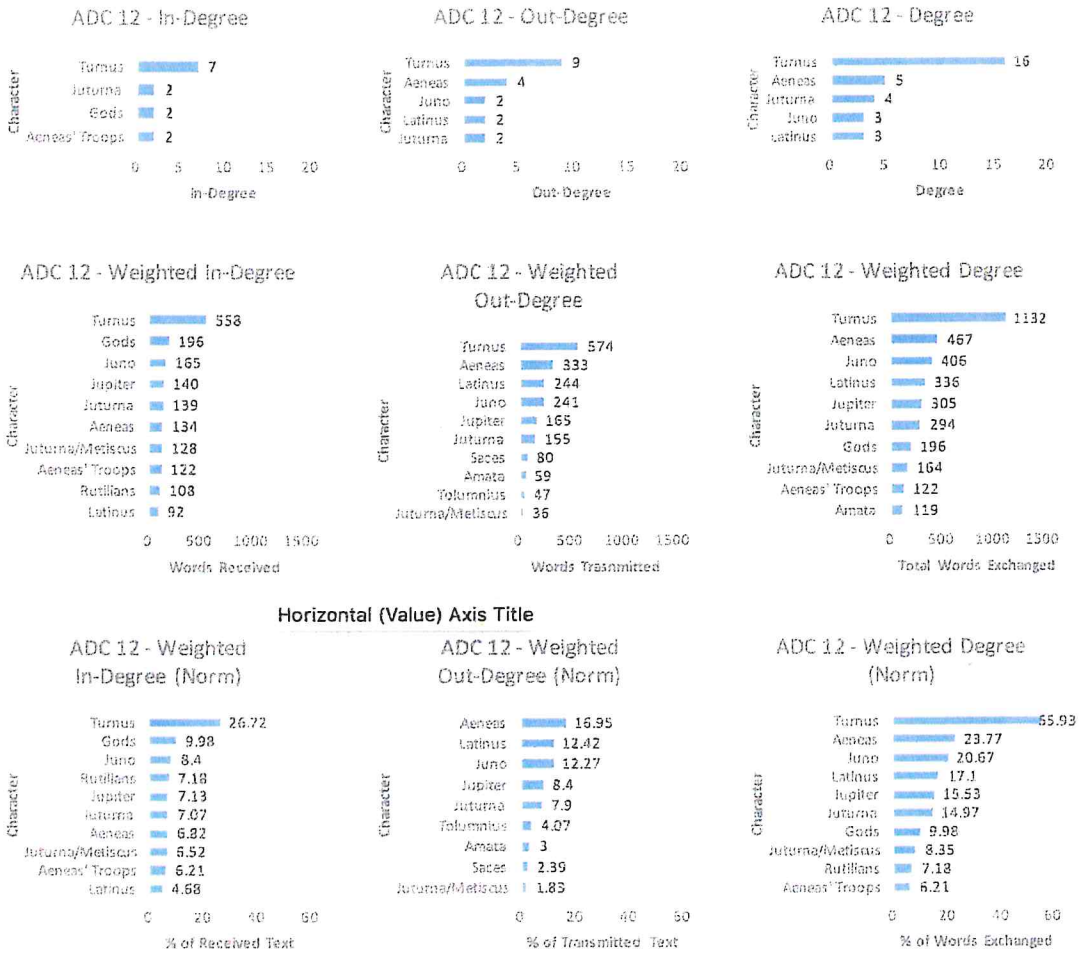 ADC 12 - In-Degree
Character
Turnus 7
Juturna 2
Gods 2
Aeneas' Troops 2
0 5 10 15 20
In-Degree
ADC 12 - Out-Degree
Character
Turnus 9
Aeneas 4
Juno 2
Latinus 2
Juturna 2
0 5 10 15 20
Out-Degree
ADC 12 - Degree
Character
Turnus 16
Aeneas 5
Juturna 4
Juno 3
Latinus 3
0 5 10 15 20
Degree
ADC 12 - Weighted In-Degree
Character
Turnus 558
Gods 196
Juno 165
Jupiter 140
Juturna 139
Aeneas 134
Juturna/Metiscus 128
Aeneas' Troops 122
Rutilians 108
Latinus 92
0 500 1000 1500
Words Received
ADC 12 - Weighted
Out-Degree
Character
Turnus 574
Aeneas 333
Latinus 244
Juno 241
Jupiter 165
Juturna 155
Saces 80
Amata 59
Tolumnius 47
Juturna/Metiscus 36
0 500 1000 1500
Words Trasnmitted
ADC 12 - Weighted Degree
Character
Turnus 1132
Aeneas 467
Juno 406
Latinus 336
Jupiter 305
Juturna 294
Gods 196
Juturna/Metiscus 164
Aeneas' Troops 122
Amata 119
0 500 1000 1500
Total Words Exchanged
Horizontal (Value) Axis Title
ADC 12 - Weighted
In-Degree (Norm)
Character
Turnus 26.72
Gods 9.98
Juno 8.4
Rutilians 7.18
Jupiter 7.13
Juturna 7.07
Aeneas 6.82
Juturna/Metiscus 6.52
Aeneas' Troops 6.21
Latinus 4.68
0 20 40 60
% of Received Text
ADC 12 - Weighted
Out-Degree (Norm)
Character
Aeneas 16.95
Latinus 12.42
Juno 12.27
Jupiter 8.4
Juturna 7.9
Tolumnius 4.07
Amata 3
Saces 2.39
Juturna/Metiscus 1.83
0 20 40 60
% of Transmitted Text
ADC 12 - Weighted Degree
(Norm)
Character
Turnus 55.93
Aeneas 23.77
Juno 20.67
Latinus 17.1
Jupiter 15.53
Juturna 14.97
Gods 9.98
Juturna/Metiscus 8.35
Rutilians 7.18
Aeneas' Troops 6.21
0 20 40 60
% of Words Exchanged